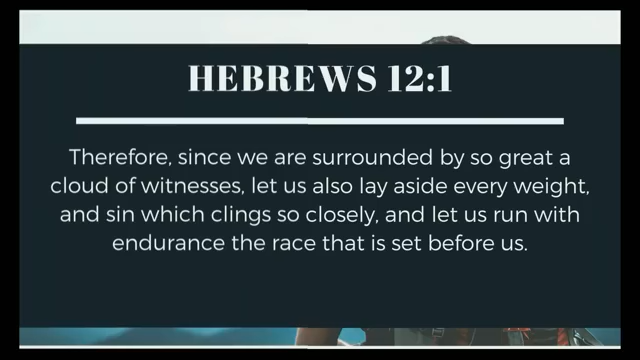 HEBREWS 12:1
Therefore, since we are surrounded by so great a
cloud of witnesses, let us also lay aside every weight,
and sin which clings so closely, and let us run with
endurance the race that is set before us.